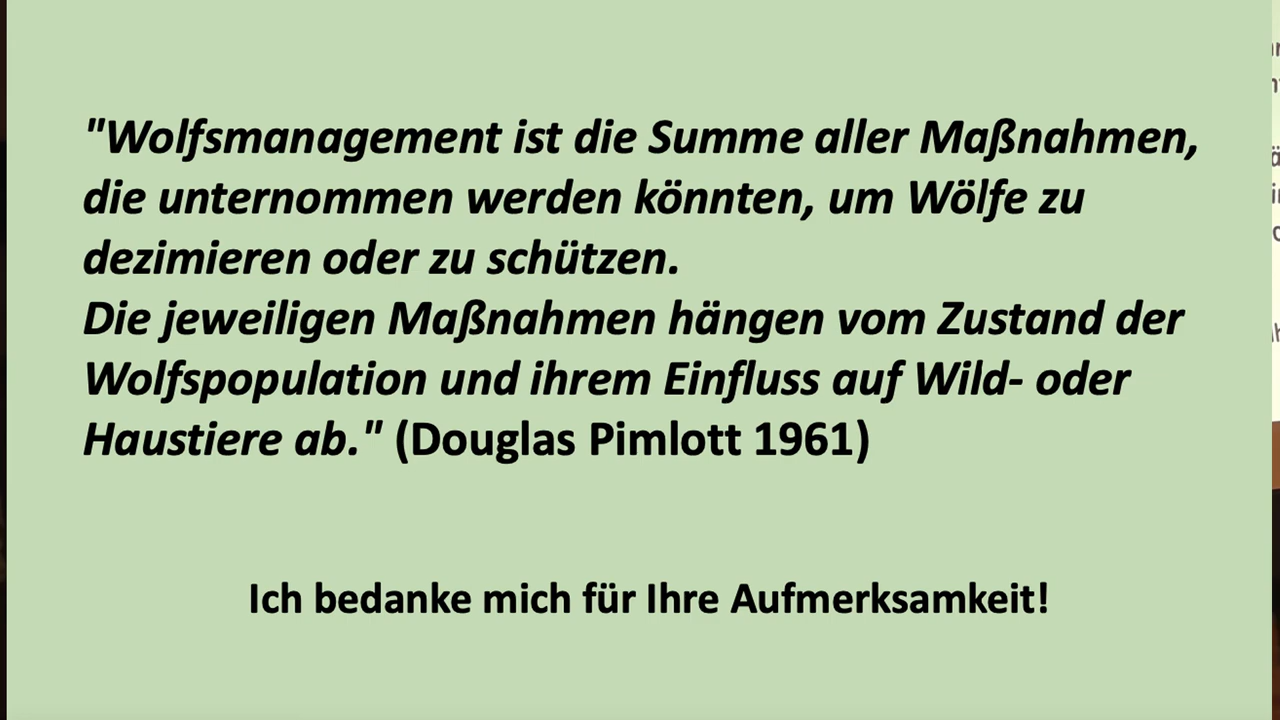 "Wolfsmanagement ist die Summe aller Maßnahmen,
die unternommen werden könnten, um Wölfe zu
dezimieren oder zu schützen.
Die jeweiligen Maßnahmen hängen vom Zustand der
Wolfspopulation und ihrem Einfluss auf Wild- oder
Haustiere ab." (Douglas Pimlott 1961)
Ich bedanke mich für Ihre Aufmerksamkeit!